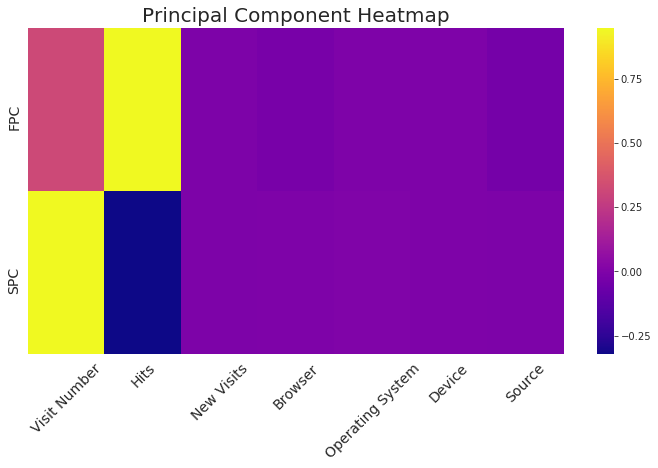 Principal Component Heatmap
FPC
SPC
Visit Number
Hits
New Visits
Browser
Operating System
Device
Source
0.75
0.50
0.25
0.00
−0.25